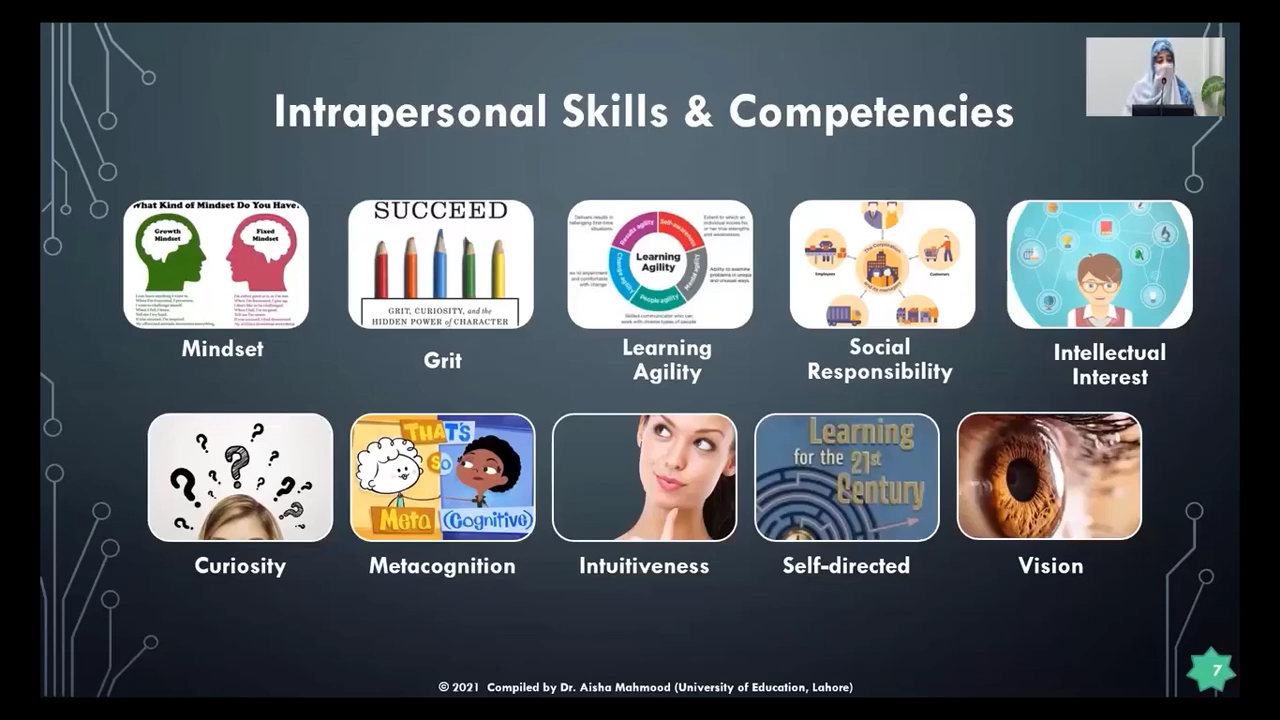 Intrapersonal Skills & Competencies
What Kind of Mindset Do You Have?
Growth
Mindset
Fixed
Mindset
Mindset
SUCCEED
GRIT, CURIOSITY, and the
HIDDEN POWER of CHARACTER
Grit
Learning
Agility
Results agility
Self-awareness
Mental agility
People agility
Change agility
Learning
Agility
Employees
Customers
Social
Responsibility
Intellectual
Interest
Curiosity
THAT'S
SO
Meta
(Cognitive)
Metacognition
Intuitiveness
Learning
for the 21st
Century
Self-directed
Vision
© 2021 Compiled by Dr. Aisha Mahmood (University of Education, Lahore)
7